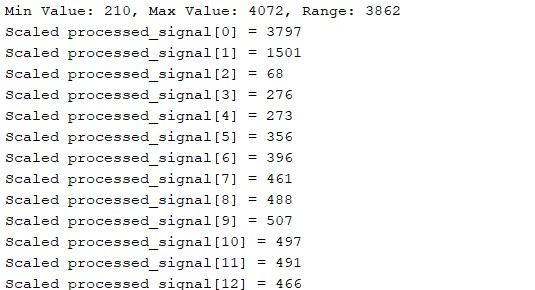 Min Value: 210, Max Value: 4072, Range: 3862
Scaled processed_signal[0] = 3797
Scaled processed_signal[1] = 1501
Scaled processed_signal[2] = 68
Scaled processed_signal[3] = 276
Scaled processed_signal[4] = 273
Scaled processed_signal[5] = 356
Scaled processed_signal[6] = 396
Scaled processed_signal[7] = 461
Scaled processed_signal[8] = 488
Scaled processed_signal[9] = 507
Scaled processed_signal[10] = 497
Scaled processed_signal[11] = 491
Scaled processed_signal[12] = 466